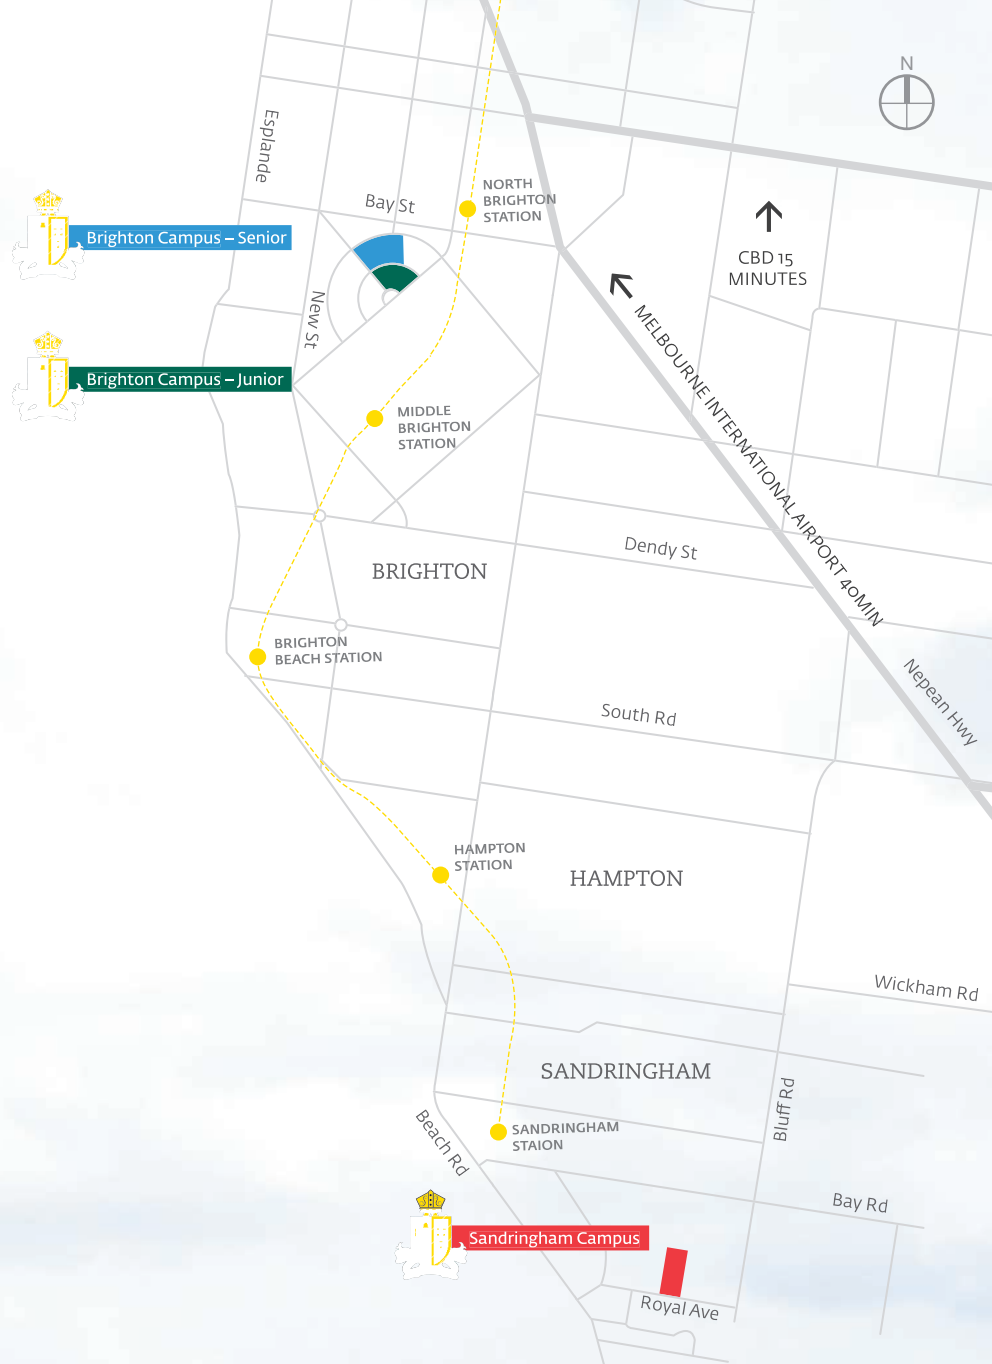 N
Esplande
Bay St
NORTH
BRIGHTON
STATION
Brighton Campus – Senior
CBD 15
MINUTES
New St
MELBOURNE INTERNATIONAL AIRPORT 40MIN
Brighton Campus – Junior
MIDDLE
BRIGHTON
STATION
Dendy St
BRIGHTON
BRIGHTON
BEACH STATION
Nepean Hwy
South Rd
HAMPTON
STATION
HAMPTON
Wickham Rd
SANDRINGHAM
Bluff Rd
Beach Rd
SANDRINGHAM
STAION
Bay Rd
Sandringham Campus
Royal Ave